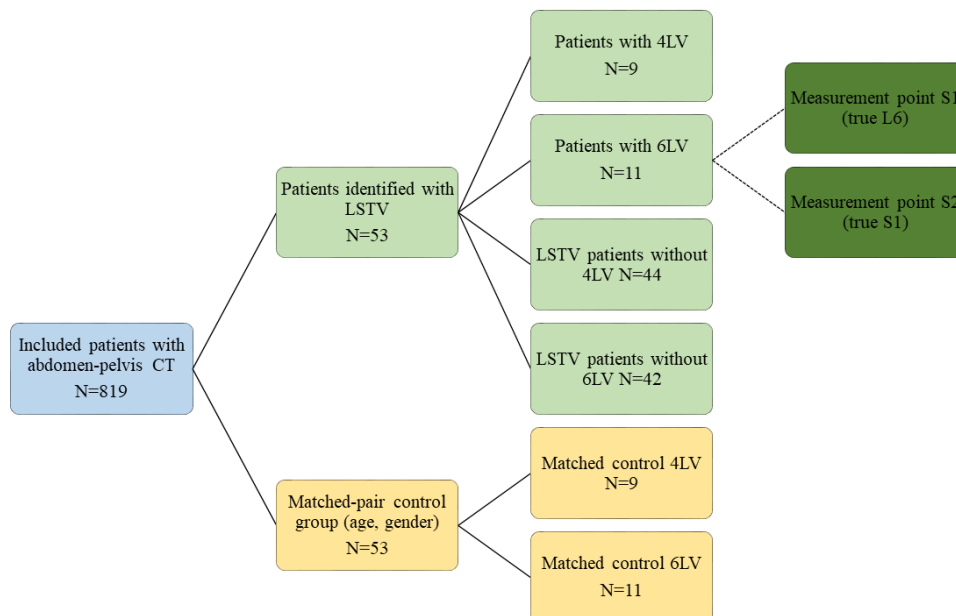 Included patients with
abdomen-pelvis CT
N=819
Patients identified with
LSTV
N=53
Matched-pair control
group (age, gender)
N=53
Patients with 4LV
N=9
Patients with 6LV
N=11
LSTV patients without
4LV N=44
LSTV patients without
6LV N=42
Matched control 4LV
N=9
Matched control 6LV
N=11
Measurement point S1
(true L6)
Measurement point S2
(true S1)